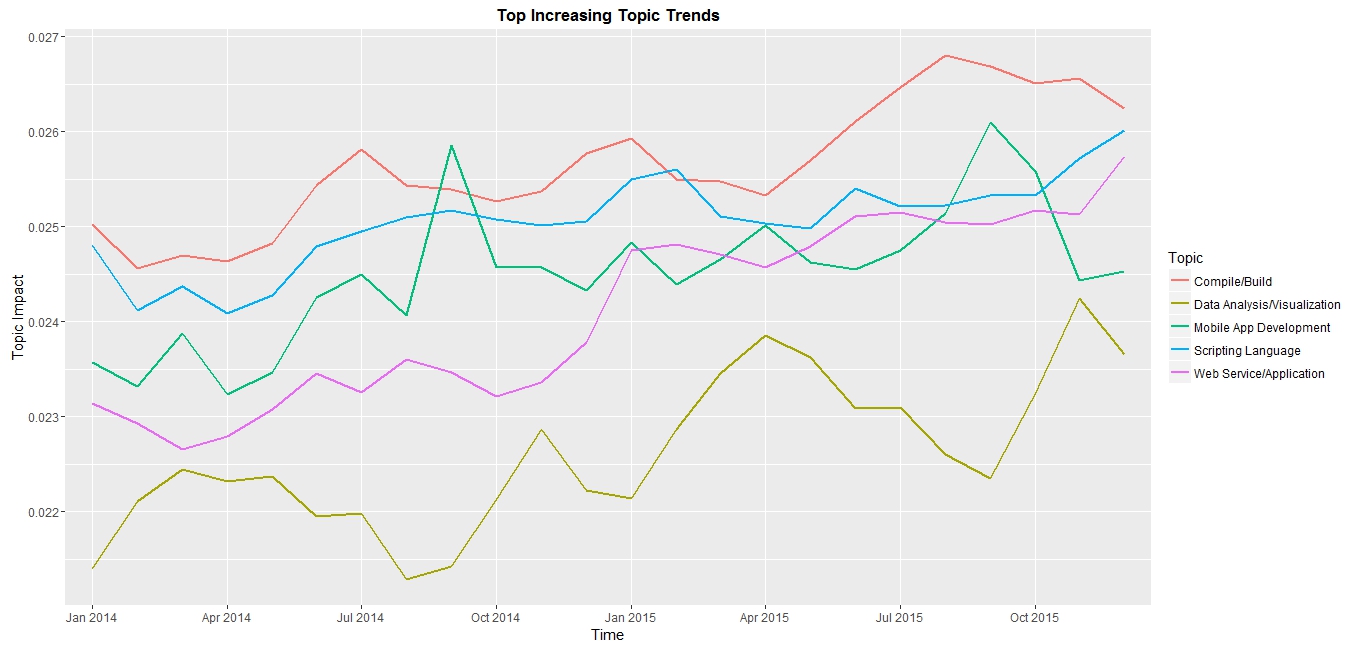 Top Increasing Topic Trends
0.027
0.026
0.025
0.024
0.023
0.022
Topic Impact
Jan 2014
Apr 2014
Jul 2014
Oct 2014
Jan 2015
Apr 2015
Jul 2015
Oct 2015
Time
Topic
Compile/Build
Data Analysis/Visualization
Mobile App Development
Scripting Language
Web Service/Application